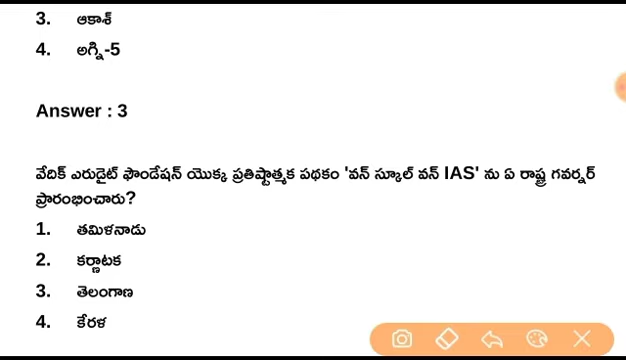 3. ఆకాశ్
4. అగ్ని-5
Answer : 3
వేదిక్ ఎరుడైట్ ఫౌండేషన్ యొక్క ప్రతిష్టాత్మక పథకం 'వన్ స్కూల్ వన్ IAS' ను ఏ రాష్ట్ర గవర్నర్
ప్రారంభించారు?
1. తమిళనాడు
2. కర్ణాటక
3. తెలంగాణ
4. కేరళ